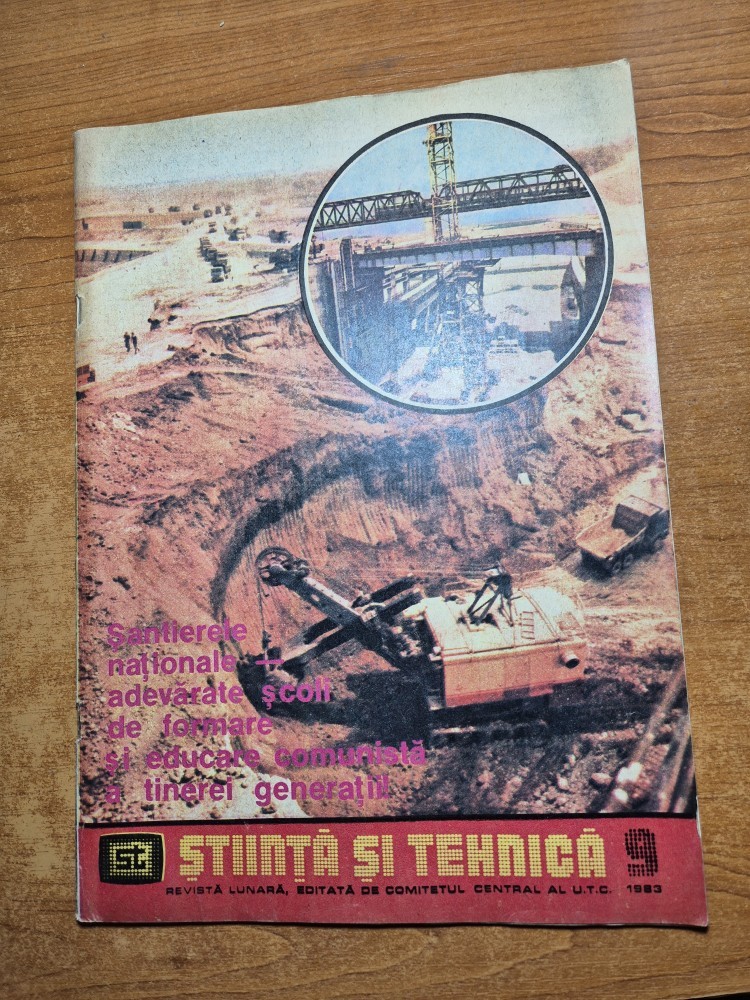 Șantierele
naționale —
adevărate școli
de formare
și educare comunistă
a tinerei generații!
st ȘTIINȚĂ ȘI TEHNICĂ 9
REVISTĂ LUNARĂ, EDITATĂ DE COMITETUL CENTRAL AL U.T.C. 1983